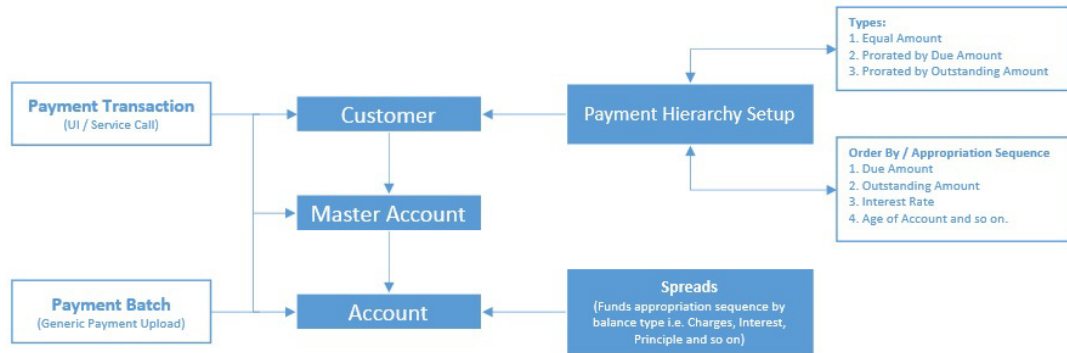 Payment Transaction
(UI / Service Call)
Payment Batch
(Generic Payment Upload)
Customer
Master Account
Account
Payment Hierarchy Setup
Spreads
(Funds appropriation sequence by
balance type i.e. Charges, Interest,
Principle and so on)
Types:
1. Equal Amount
2. Prorated by Due Amount
3. Prorated by Outstanding Amount
Order By / Appropriation Sequence
1. Due Amount
2. Outstanding Amount
3. Interest Rate
4. Age of Account and so on.